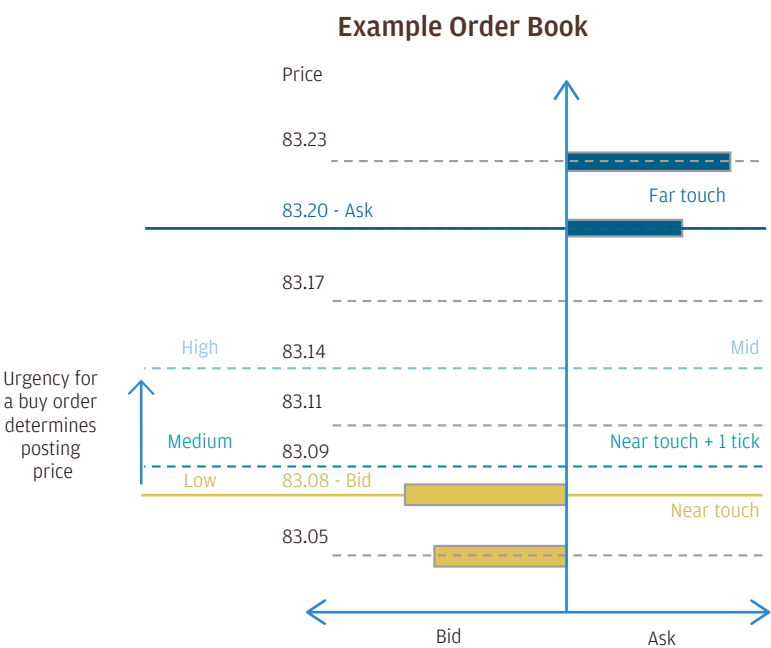 Example Order Book
Price
83.23
Far touch
83.20 - Ask
83.17
High
83.14
Mid
Urgency for
a buy order
determines
posting
price
83.11
Medium
83.09
Near touch + 1 tick
Low
83.08 - Bid
Near touch
83.05
Bid
Ask